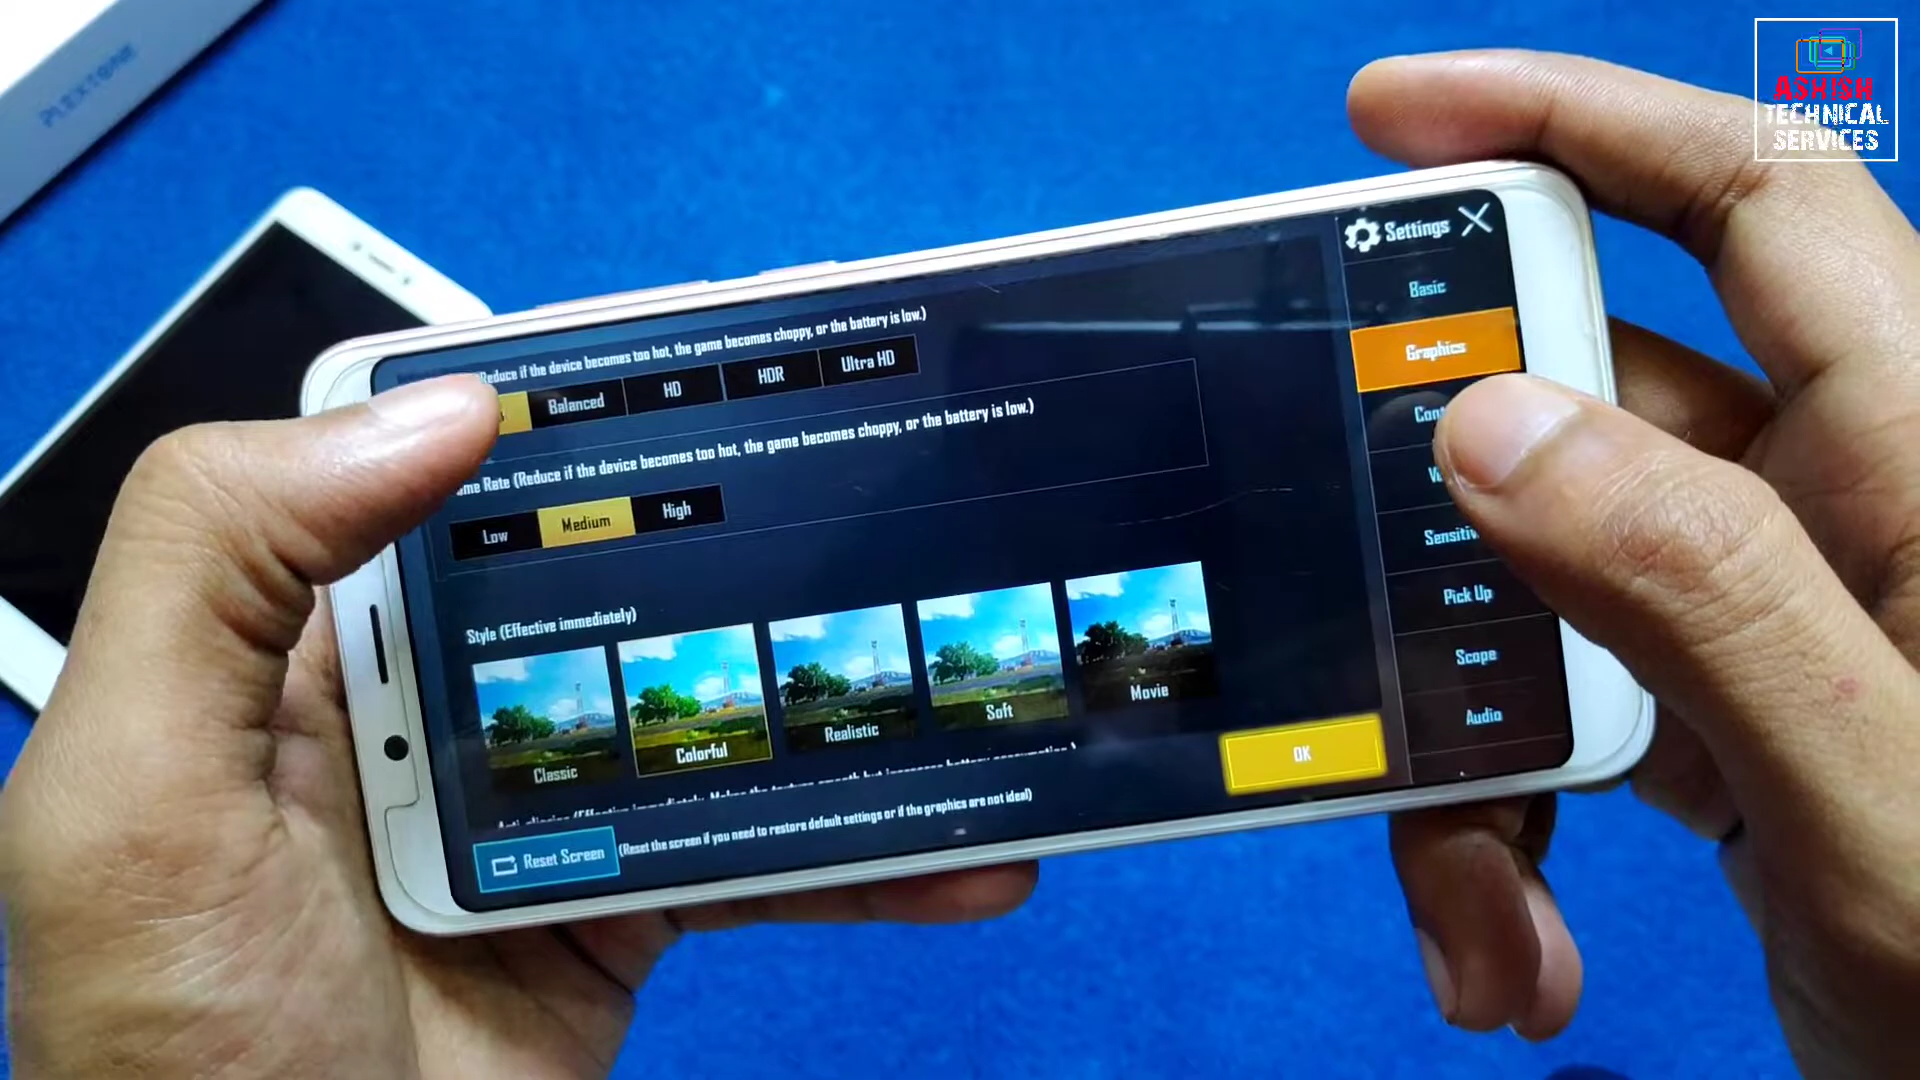 PLEXTONE
ASHISH
TECHNICAL
SERVICES
Settings
Basic
Graphics
Pick Up
Scope
Audio
Reduce if the device becomes too hot, the game becomes choppy, or the battery is low.)
Balanced
HD
HDR
Ultra HD
Rate (Reduce if the device becomes too hot, the game becomes choppy, or the battery is low.)
Low
Medium
High
Style (Effective immediately)
Classic
Colorful
Realistic
Soft
Movie
OK
Reset Screen
(Reset the screen if you need to restore default settings or if the graphics are not ideal)